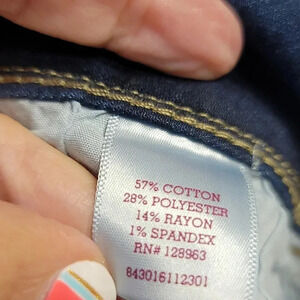 57% COTTON
28% POLYESTER
14% RAYON
1% SPANDEX
RN# 128963
843016112301